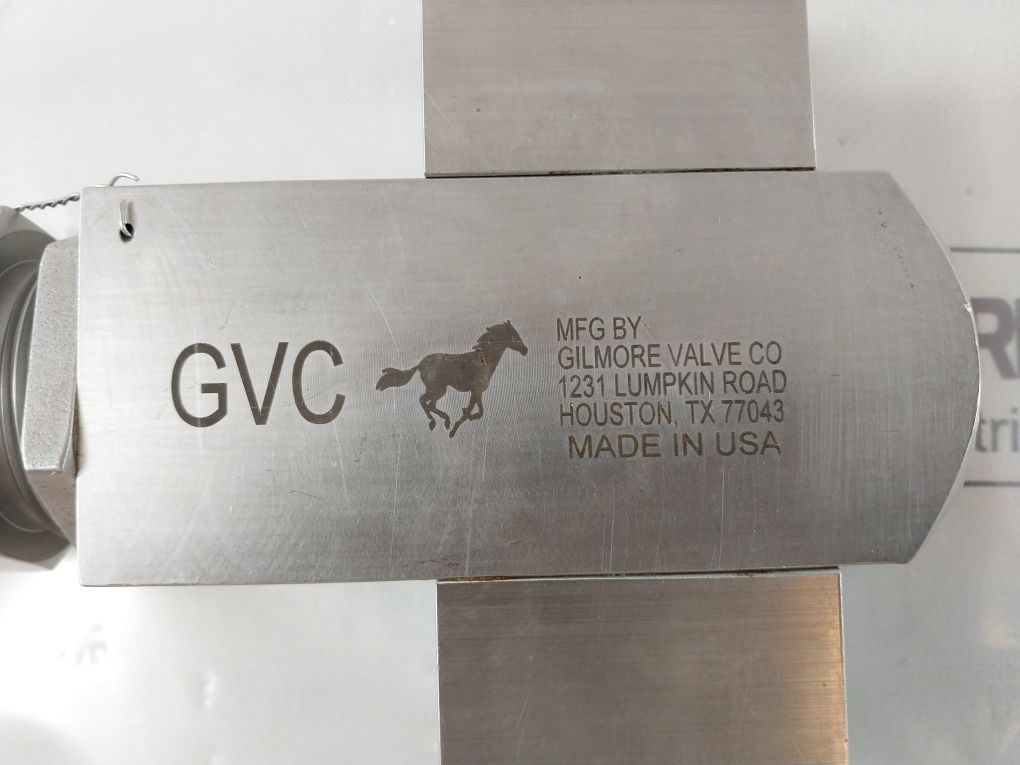 GVC
MFG BY
GILMORE VALVE CO
1231 LUMPKIN ROAD
HOUSTON, TX 77043
MADE IN USA